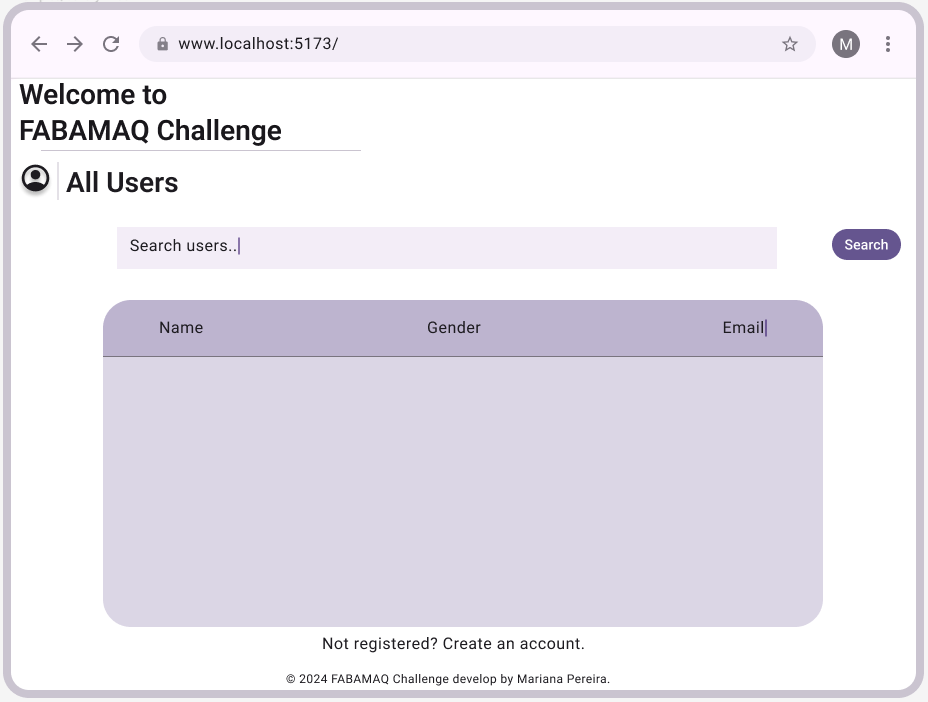 www.localhost:5173/
M
Welcome to
FABAMAQ Challenge
All Users
Search users..
Search
Name Gender Email
Not registered? Create an account.
© 2024 FABAMAQ Challenge develop by Mariana Pereira.